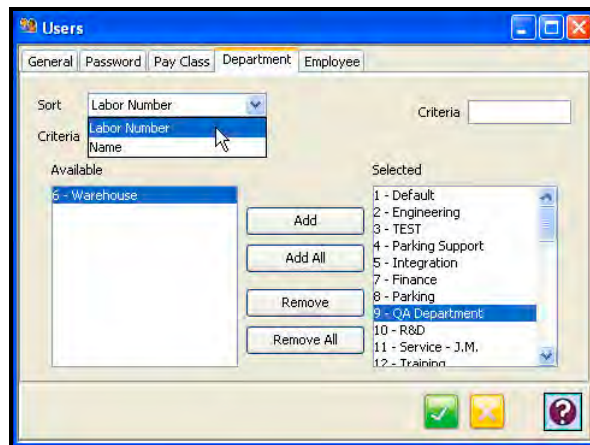 Users
General Password Pay Class Department Employee
Sort Labor Number
Criteria
Labor Number
Name
Criteria
Available
6 - Warehouse
Add
Add All
Remove
Remove All
Selected
1 - Default
2 - Engineering
3 - TEST
4 - Parking Support
5 - Integration
7 - Finance
8 - Parking
9 - QA Department
10 - R&D
11 - Service - J.M.
12 - Training
?